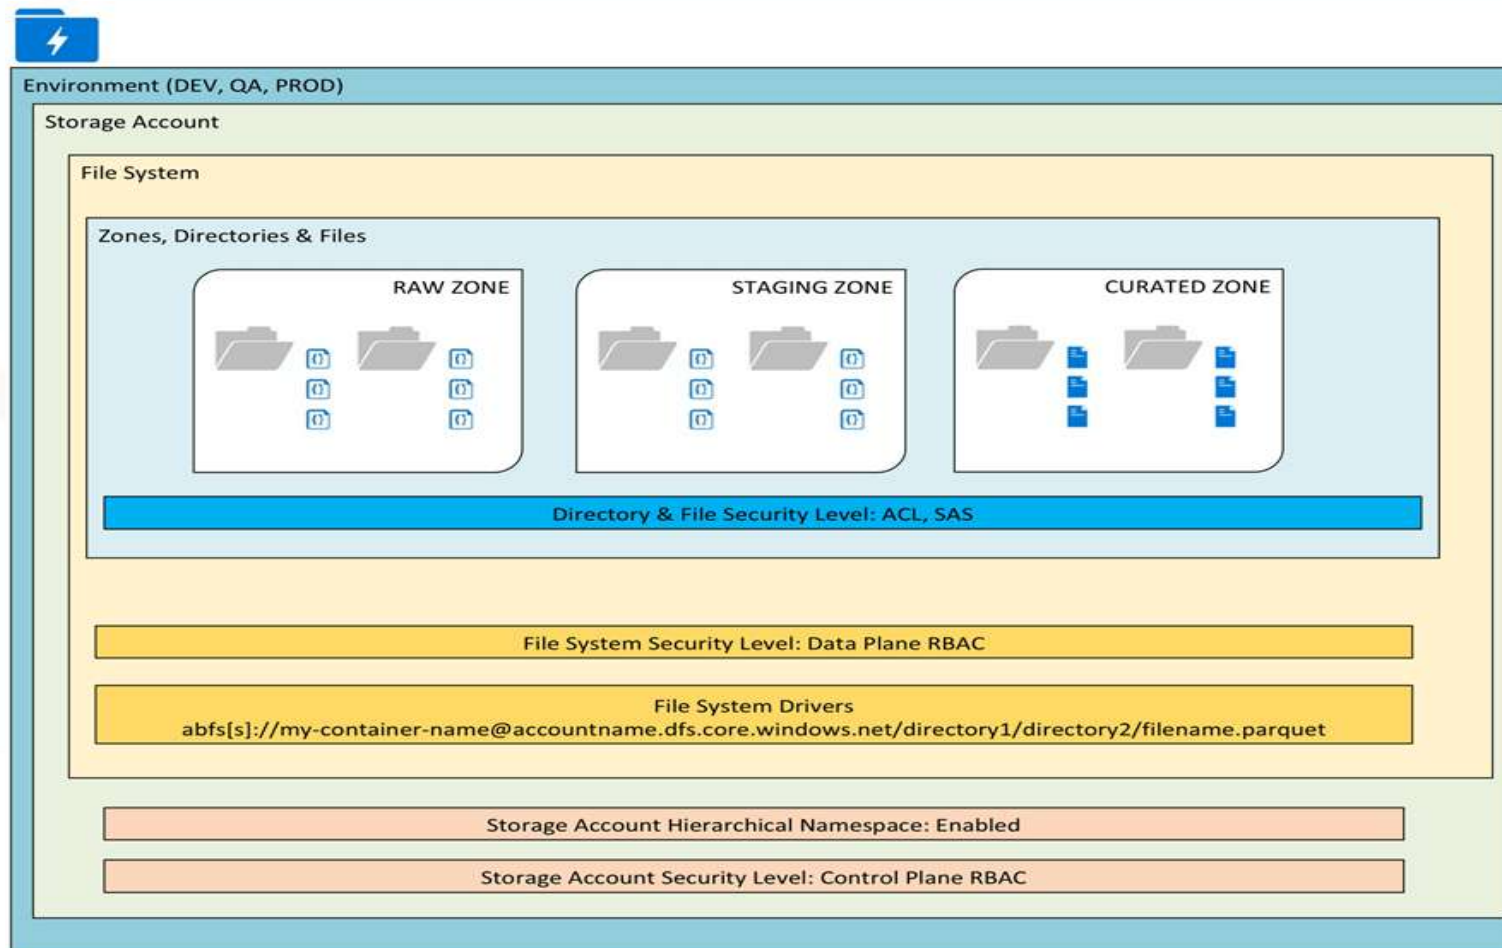 Environment (DEV, QA, PROD)
Storage Account
File System
Zones, Directories & Files
RAW ZONE
STAGING ZONE
CURATED ZONE
Directory & File Security Level: ACL, SAS
File System Security Level: Data Plane RBAC
File System Drivers
abfs[s]://my-container-name@accountname.dfs.core.windows.net/directory1/directory2/filename.parquet
Storage Account Hierarchical Namespace: Enabled
Storage Account Security Level: Control Plane RBAC